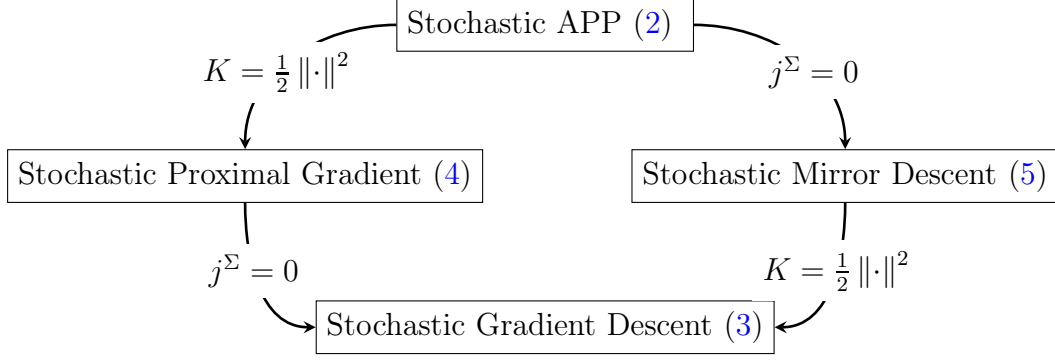 Stochastic APP (2)
K = ½ ‖·‖²
j^Σ = 0
Stochastic Proximal Gradient (4)
Stochastic Mirror Descent (5)
j^Σ = 0
K = ½ ‖·‖²
Stochastic Gradient Descent (3)